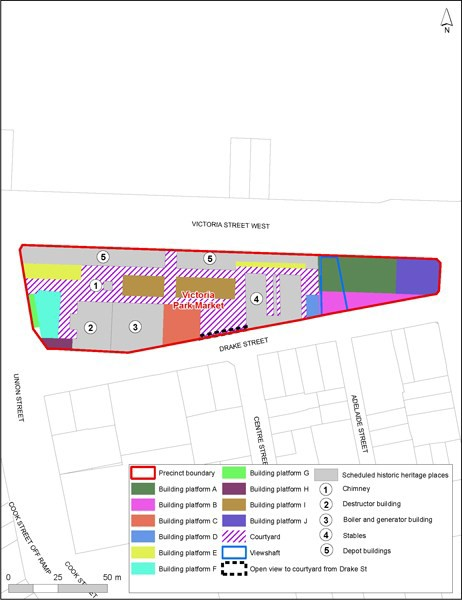 N
VICTORIA STREET WEST
5
5
1
Victoria
Park Market
4
2
3
DRAKE STREET
UNION STREET
CENTRE STREE
ADELAIDE STREET
COOK STREET OFF RAMP
COOK STREET
0
50 m
Precinct boundary
Building platform A
Building platform B
Building platform C
Building platform D
Building platform E
Building platform F
Building platform G
Building platform H
Building platform I
Building platform J
Courtyard
Viewshaft
Open view to courtyard from Drake St
Scheduled historic heritage places
1 Chimney
2 Destructor building
3 Boiler and generator building
4 Stables
5 Depot buildings